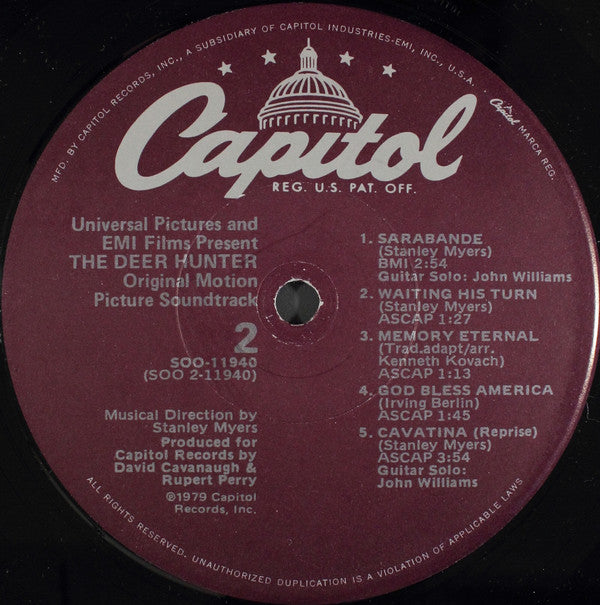 MFD. BY CAPITOL RECORDS, INC., A SUBSIDIARY OF CAPITOL INDUSTRIES-EMI, INC., U.S.A. · Capitol MARCA REG.
Capitol
REG. U.S. PAT. OFF.
Universal Pictures and
EMI Films Present
THE DEER HUNTER
Original Motion
Picture Soundtrack
2
SOO-11940
(SOO 2-11940)
Musical Direction by
Stanley Myers
Produced for
Capitol Records by
David Cavanaugh &
Rupert Perry
℗1979 Capitol
Records, Inc.
1. SARABANDE
(Stanley Myers)
BMI 2:54
Guitar Solo: John Williams
2. WAITING HIS TURN
(Stanley Myers)
ASCAP 1:27
3. MEMORY ETERNAL
(Trad.adapt/arr.
Kenneth Kovach)
ASCAP 1:13
4. GOD BLESS AMERICA
(Irving Berlin)
ASCAP 1:45
5. CAVATINA (Reprise)
(Stanley Myers)
ASCAP 3:54
Guitar Solo:
John Williams
ALL RIGHTS RESERVED. UNAUTHORIZED DUPLICATION IS A VIOLATION OF APPLICABLE LAWS